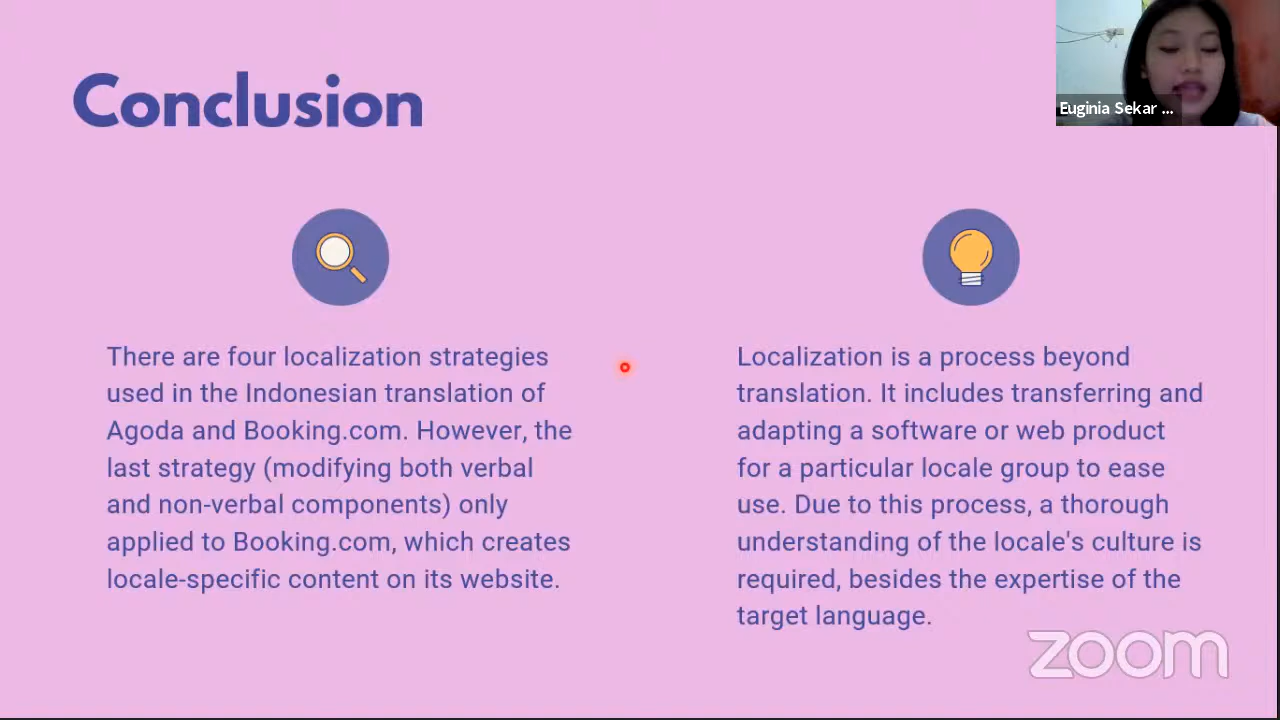 Conclusion
Euginia Sekar ...
There are four localization strategies
used in the Indonesian translation of
Agoda and Booking.com. However, the
last strategy (modifying both verbal
and non-verbal components) only
applied to Booking.com, which creates
locale-specific content on its website.
Localization is a process beyond
translation. It includes transferring and
adapting a software or web product
for a particular locale group to ease
use. Due to this process, a thorough
understanding of the locale's culture is
required, besides the expertise of the
target language.
zoom